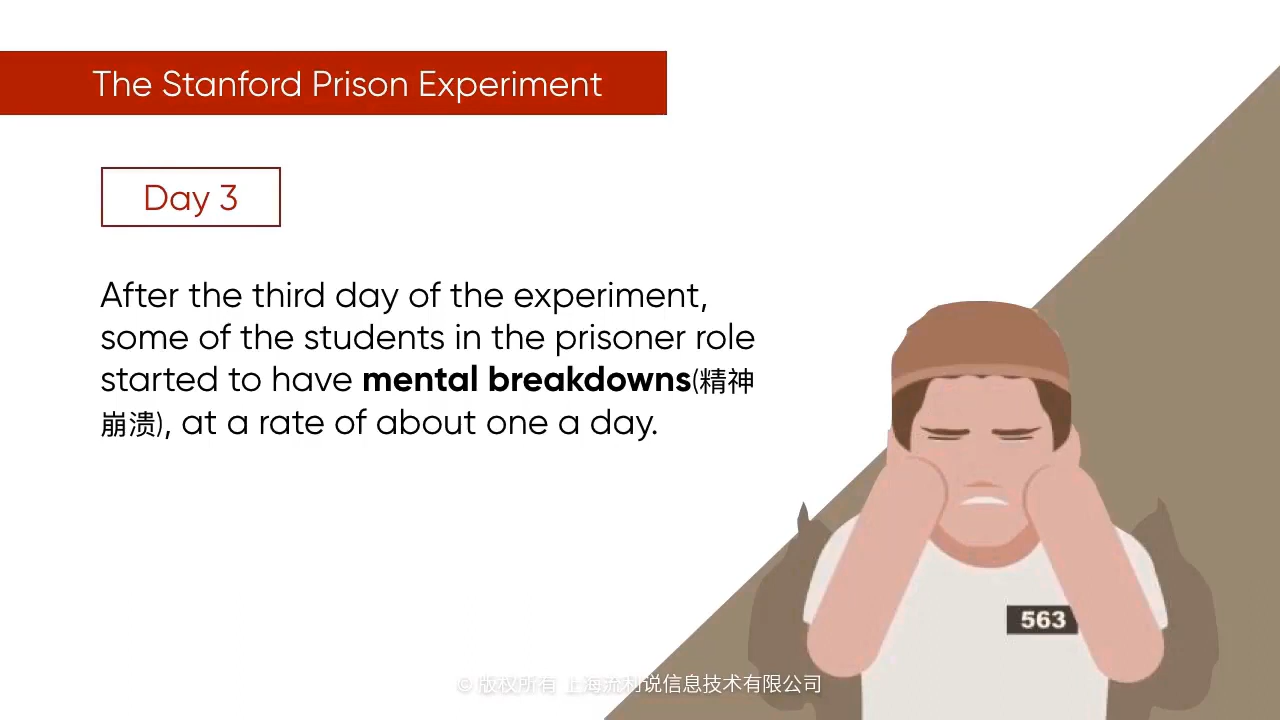 The Stanford Prison Experiment
Day 3
After the third day of the experiment,
some of the students in the prisoner role
started to have mental breakdowns(精神
崩溃), at a rate of about one a day.
563
© 版权所有 上海流利说信息技术有限公司